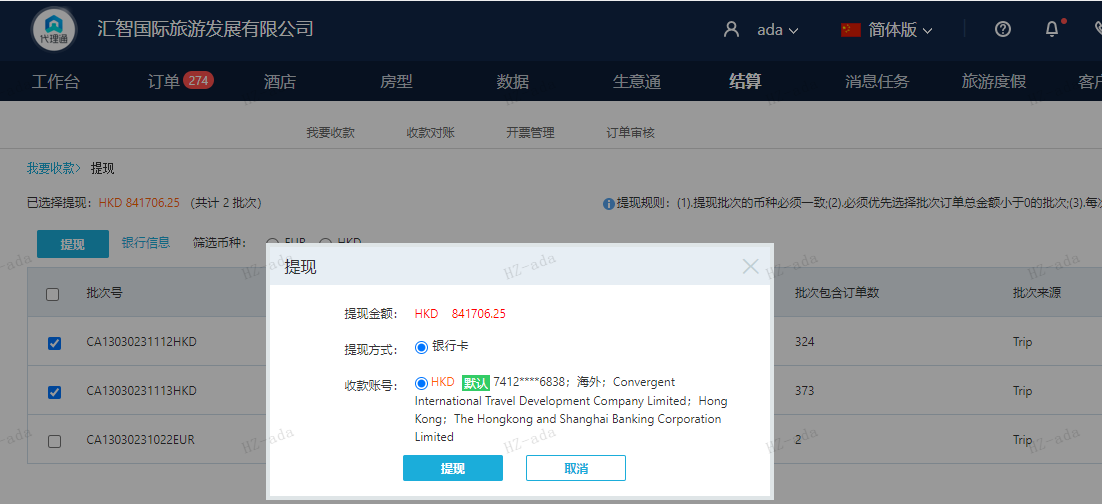 代理通
汇智国际旅游发展有限公司
ada
简体版
工作台
订单 274
酒店
房型
数据
生意通
结算
消息任务
旅游度假
客户
我要收款
收款对账
开票管理
订单审核
我要收款> 提现
已选择提现: HKD 841706.25 (共计 2 批次)
提现规则: (1).提现批次的币种必须一致;(2).必须优先选择批次订单总金额小于0的批次;(3).每次
提现
银行信息
筛选币种:
EUR
HKD
提现
提现金额: HKD 841706.25
提现方式: 银行卡
收款账号: HKD 默认 7412****6838; 海外; Convergent
International Travel Development Company Limited; Hong
Kong; The Hongkong and Shanghai Banking Corporation
Limited
提现
取消
批次号
批次包含订单数
批次来源
CA13030231112HKD
324
Trip
CA13030231113HKD
373
Trip
CA13030231022EUR
2
Trip
HZ-ada